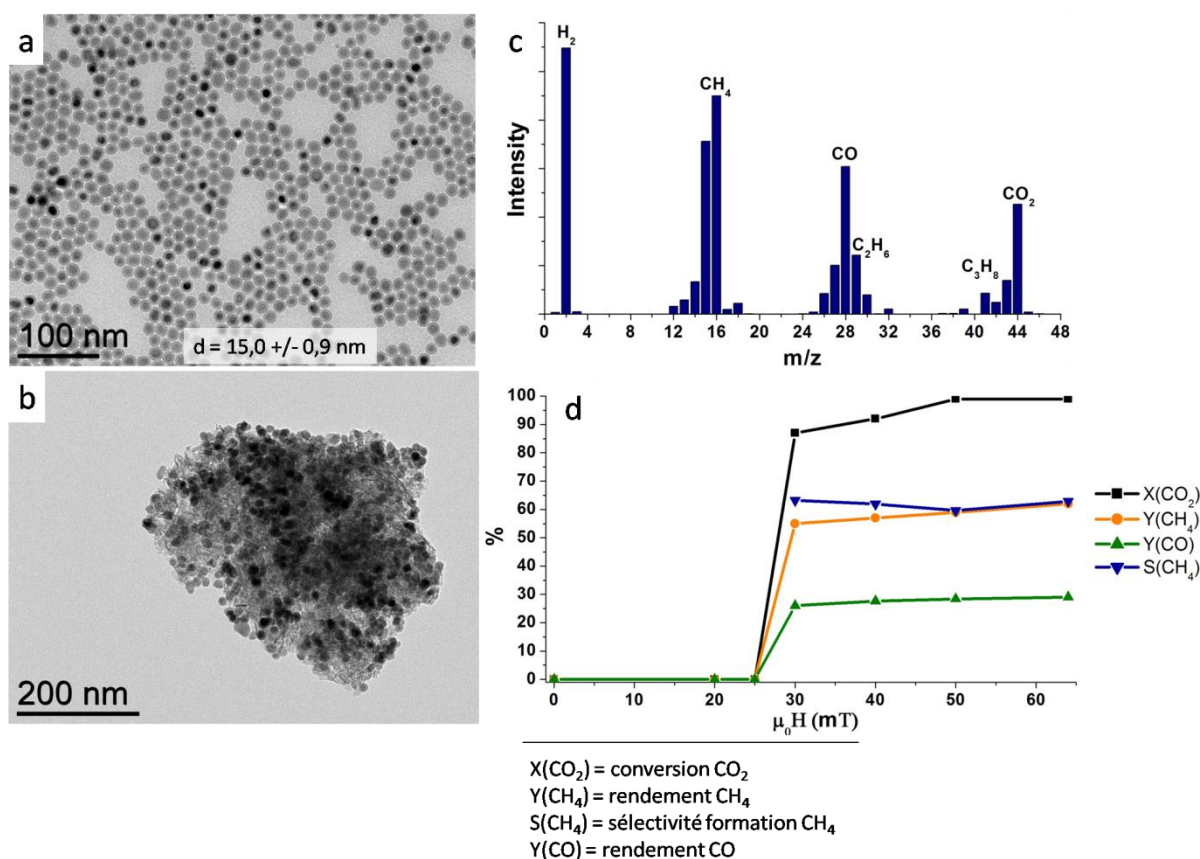 a
100 nm
d = 15,0 +/- 0,9 nm
b
200 nm
c
H₂
CH₄
CO
C₂H₆
C₃H₈
CO₂
Intensity
0 4 8 12 16 20 24 28 32 36 40 44 48
m/z
d
100
90
80
70
60
50
40
30
20
10
0
%
0 10 20 30 40 50 60
μ₀H (mT)
X(CO₂)
Y(CH₄)
Y(CO)
S(CH₄)
X(CO₂) = conversion CO₂
Y(CH₄) = rendement CH₄
S(CH₄) = sélectivité formation CH₄
Y(CO) = rendement CO